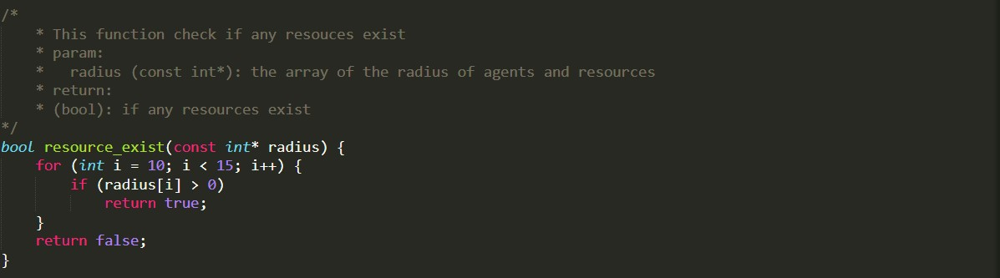 /*
    * This function check if any resouces exist
    * param:
    *   radius (const int*): the array of the radius of agents and resources
    * return:
    * (bool): if any resources exist
*/
bool resource_exist(const int* radius) {
    for (int i = 10; i < 15; i++) {
        if (radius[i] > 0)
            return true;
    }
    return false;
}